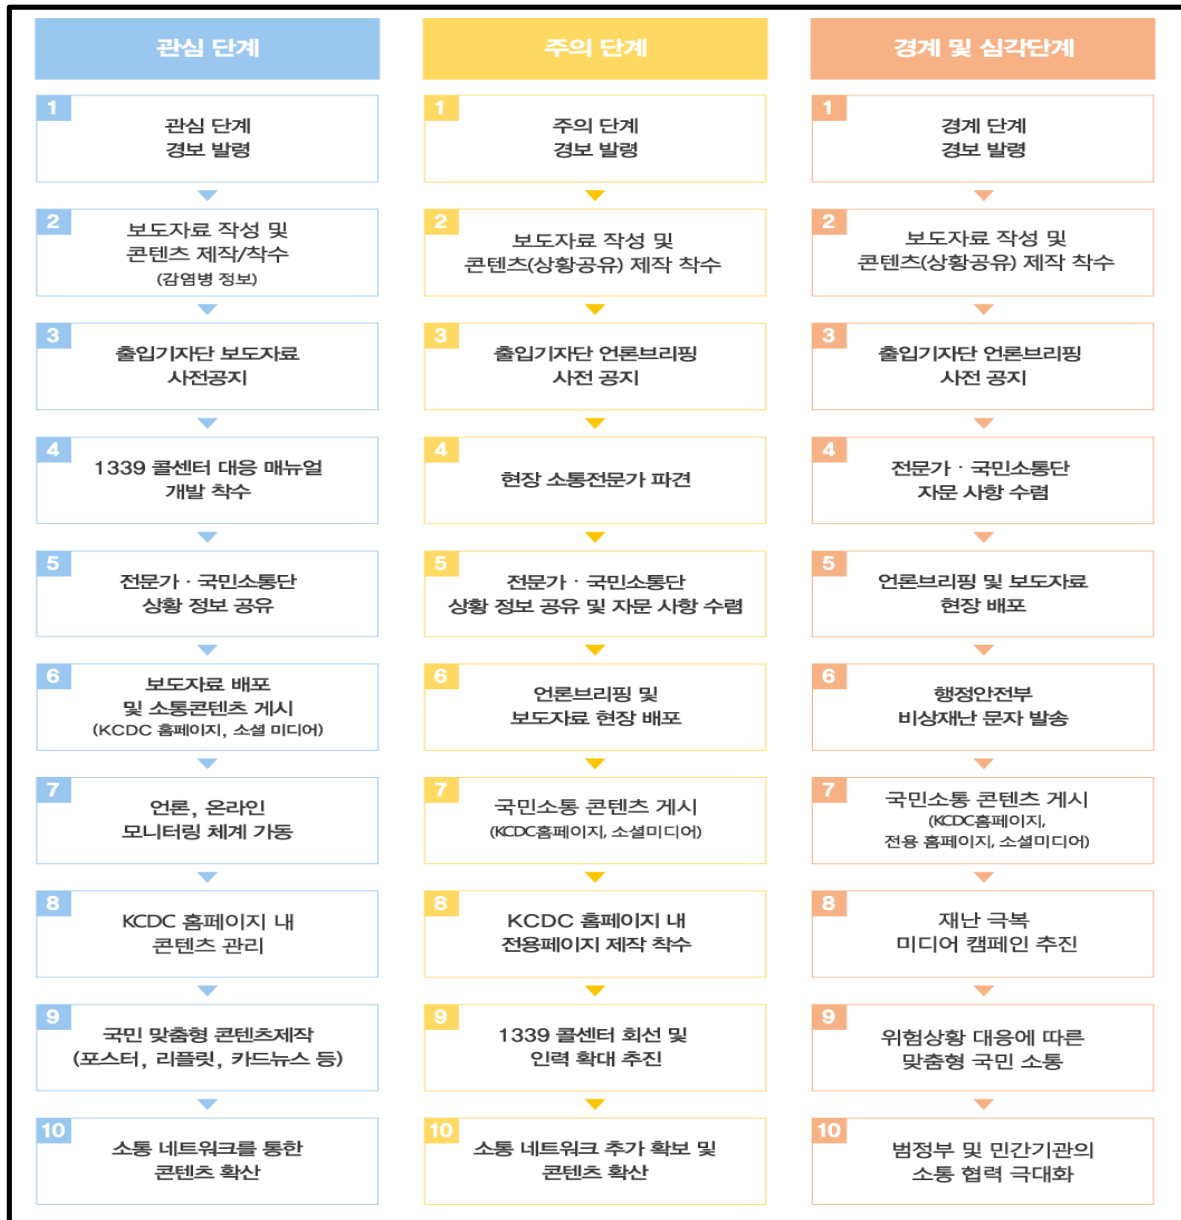 관심 단계
1
관심 단계
경보 발령
2
보도자료 작성 및
콘텐츠 제작/착수
(감염병 정보)
3
출입기자단 보도자료
사전공지
4
1339 콜센터 대응 매뉴얼
개발 착수
5
전문가 · 국민소통단
상황 정보 공유
6
보도자료 배포
및 소통콘텐츠 게시
(KCDC 홈페이지, 소셜 미디어)
7
언론, 온라인
모니터링 체계 가동
8
KCDC 홈페이지 내
콘텐츠 관리
9
국민 맞춤형 콘텐츠제작
(포스터, 리플릿, 카드뉴스 등)
10
소통 네트워크를 통한
콘텐츠 확산
주의 단계
1
주의 단계
경보 발령
2
보도자료 작성 및
콘텐츠(상황공유) 제작 착수
3
출입기자단 언론브리핑
사전 공지
4
현장 소통전문가 파견
5
전문가 · 국민소통단
상황 정보 공유 및 자문 사항 수렴
6
언론브리핑 및
보도자료 현장 배포
7
국민소통 콘텐츠 게시
(KCDC홈페이지, 소셜미디어)
8
KCDC 홈페이지 내
전용페이지 제작 착수
9
1339 콜센터 회선 및
인력 확대 추진
10
소통 네트워크 추가 확보 및
콘텐츠 확산
경계 및 심각단계
1
경계 단계
경보 발령
2
보도자료 작성 및
콘텐츠(상황공유) 제작 착수
3
출입기자단 언론브리핑
사전 공지
4
전문가 · 국민소통단
자문 사항 수렴
5
언론브리핑 및 보도자료
현장 배포
6
행정안전부
비상재난 문자 발송
7
국민소통 콘텐츠 게시
(KCDC홈페이지,
전용 홈페이지, 소셜미디어)
8
재난 극복
미디어 캠페인 추진
9
위험상황 대응에 따른
맞춤형 국민 소통
10
범정부 및 민간기관의
소통 협력 극대화